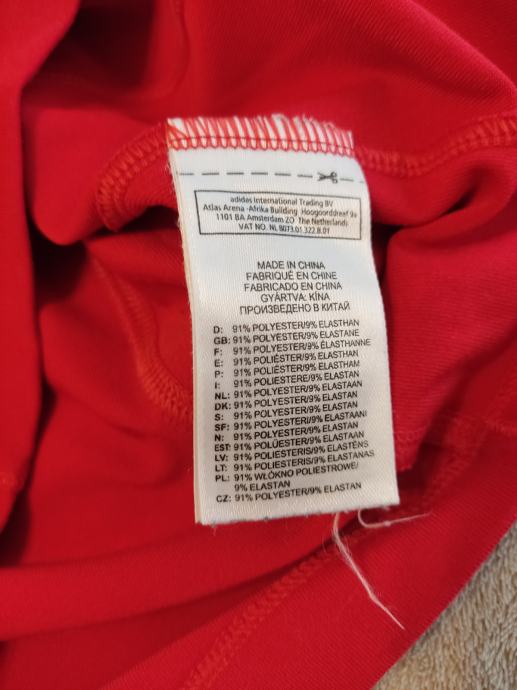 adidas International Trading BV
Atlas Arena -Afrika Building Hoogoorddreef 9a
1101 BA Amsterdam ZO The Netherlands
VAT NO. NL 8073.01.322.B.01
MADE IN CHINA
FABRIQUÉ EN CHINE
FABRICADO EN CHINA
GYÁRTVA: KÍNA
ПРОИЗВЕДЕНО В КИТАЙ
D: 91% POLYESTER/9% ELASTHAN
GB: 91% POLYESTER/9% ELASTANE
F: 91% POLYESTER/9% ÉLASTHANNE
E: 91% POLIÉSTER/9% ELASTAN
P: 91% POLIÉSTER/9% ELASTHAM
I: 91% POLIESTERE/9% ELASTAN
NL: 91% POLYESTER/9% ELASTAAN
DK: 91% POLYESTER/9% ELASTAN
S: 91% POLYESTER/9% ELASTAN
SF: 91% POLYESTERI/9% ELASTAANI
N: 91% POLYESTER/9% ELASTAN
EST: 91% POLÜESTER/9% ELASTAAN
LV: 91% POLIESTERIS/9% ELASTĒNS
LT: 91% POLIESTERIS/9% ELASTANAS
PL: 91% WŁÓKNO POLIESTROWE/
9% ELASTAN
CZ: 91% POLYESTER/9% ELASTAN